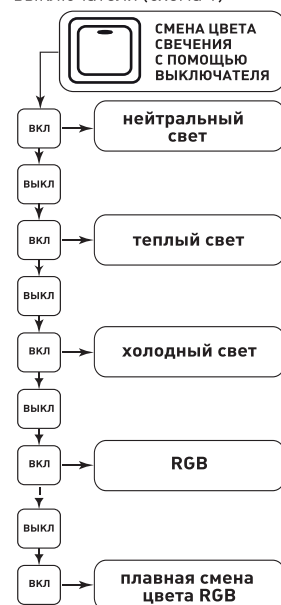 СМЕНА ЦВЕТА
СВЕЧЕНИЯ
С ПОМОЩЬЮ
ВЫКЛЮЧАТЕЛЯ
ВКЛ
нейтральный
свет
ВЫКЛ
ВКЛ
теплый свет
ВЫКЛ
ВКЛ
холодный свет
ВЫКЛ
ВКЛ
RGB
ВЫКЛ
ВКЛ
плавная смена
цвета RGB